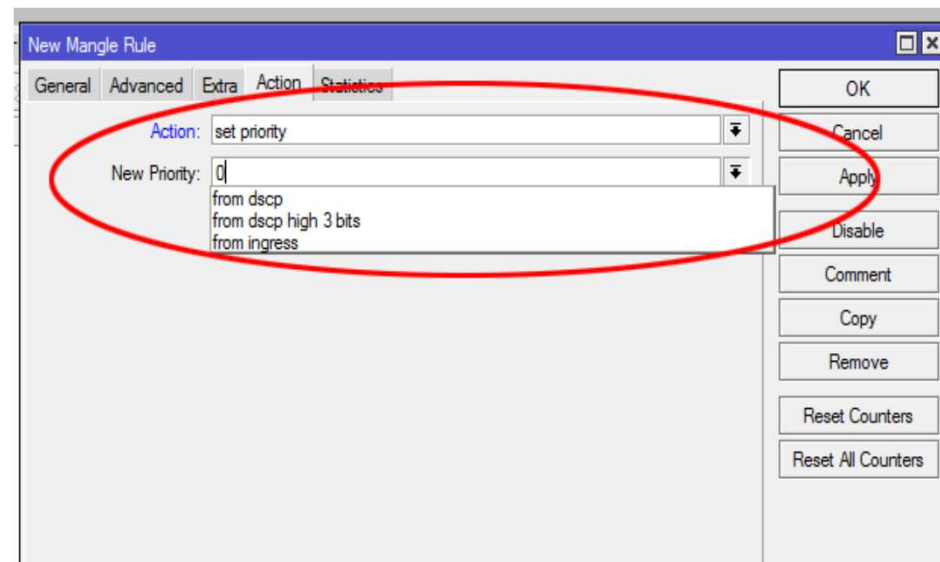 New Mangle Rule
General Advanced Extra Action Statistics
Action: set priority
New Priority: 0
from dscp
from dscp high 3 bits
from ingress
OK
Cancel
Apply
Disable
Comment
Copy
Remove
Reset Counters
Reset All Counters